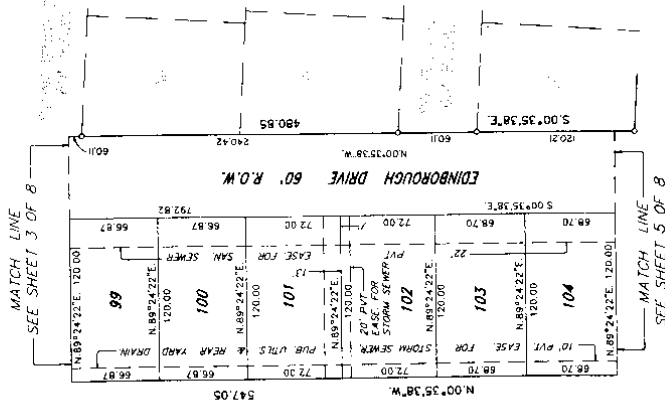 MATCH LINE
SEE SHEET 3 OF 8
MATCH LINE
SEE SHEET 5 OF 8
547.05
N.00°35'38"W.
66.87
66.87
72.00
72.00
68.70
68.70
10' PVT. EASE. FOR STORM SEWER PUB. UTILS. & REAR YARD DRAIN.
N.89°24'22"E. 120.00
99
N.89°24'22"E.
120.00
100
N.89°24'22"E.
120.00
101
N.89°24'22"E.
120.00
20' PVT.
EASE. FOR
STORM SEWER
102
N.89°24'22"E.
120.00
103
N.89°24'22"E.
120.00
104
N.89°24'22"E. 120.00
13'
22' PVT. EASE. FOR SAN. SEWER
66.87
66.87
72.00
72.00
68.70
68.70
792.82
S.00°35'38"E.
EDINBOROUGH DRIVE 60' R.O.W.
N.00°35'38"W.
60.11
240.42
60.11
120.21
480.85
S.00°35'38"E.